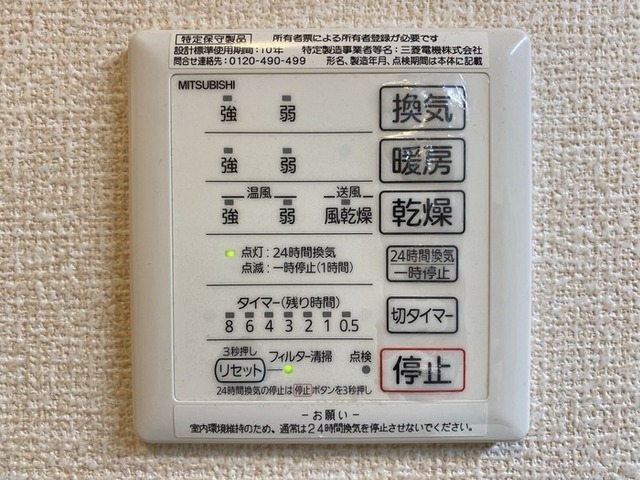 特定保守製品 所有者票による所有者登録が必要です
設計標準使用期間:10年 特定製造事業者等名:三菱電機株式会社
問合せ連絡先:0120-490-499 形名、製造年月、点検期間は本体に記載
MITSUBISHI
強 弱 換気
強 弱 暖房
温風 送風
強 弱 風乾燥 乾燥
点灯:24時間換気
点滅:一時停止(1時間)
24時間換気
一時停止
タイマー(残り時間)
8 6 4 3 2 1 0.5
切タイマー
3秒押し
リセット フィルター清掃 点検
24時間換気の停止は停止ボタンを3秒押し
停止
-お願い-
室内環境維持のため、通常は24時間換気を停止させないでください。